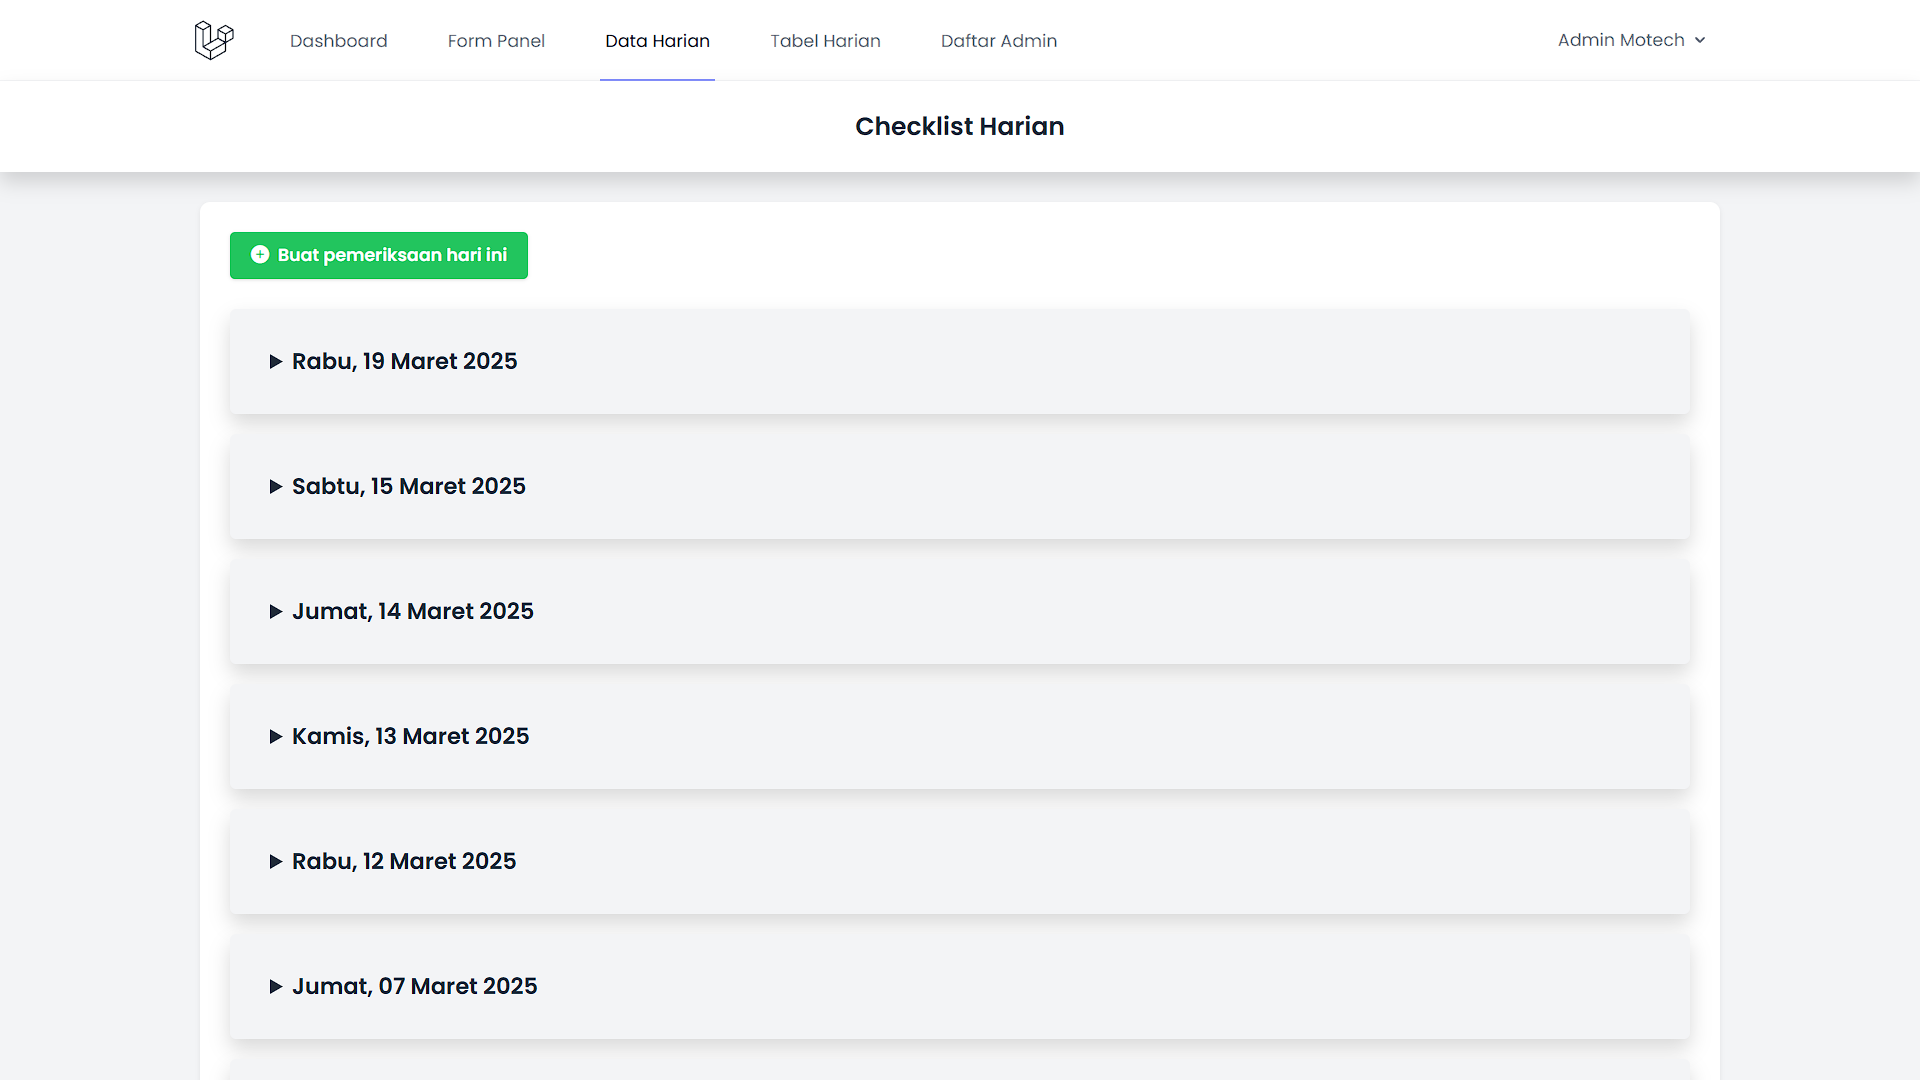 Dashboard
Form Panel
Data Harian
Tabel Harian
Daftar Admin
Admin Motech
Checklist Harian
Buat pemeriksaan hari ini
Rabu, 19 Maret 2025
Sabtu, 15 Maret 2025
Jumat, 14 Maret 2025
Kamis, 13 Maret 2025
Rabu, 12 Maret 2025
Jumat, 07 Maret 2025